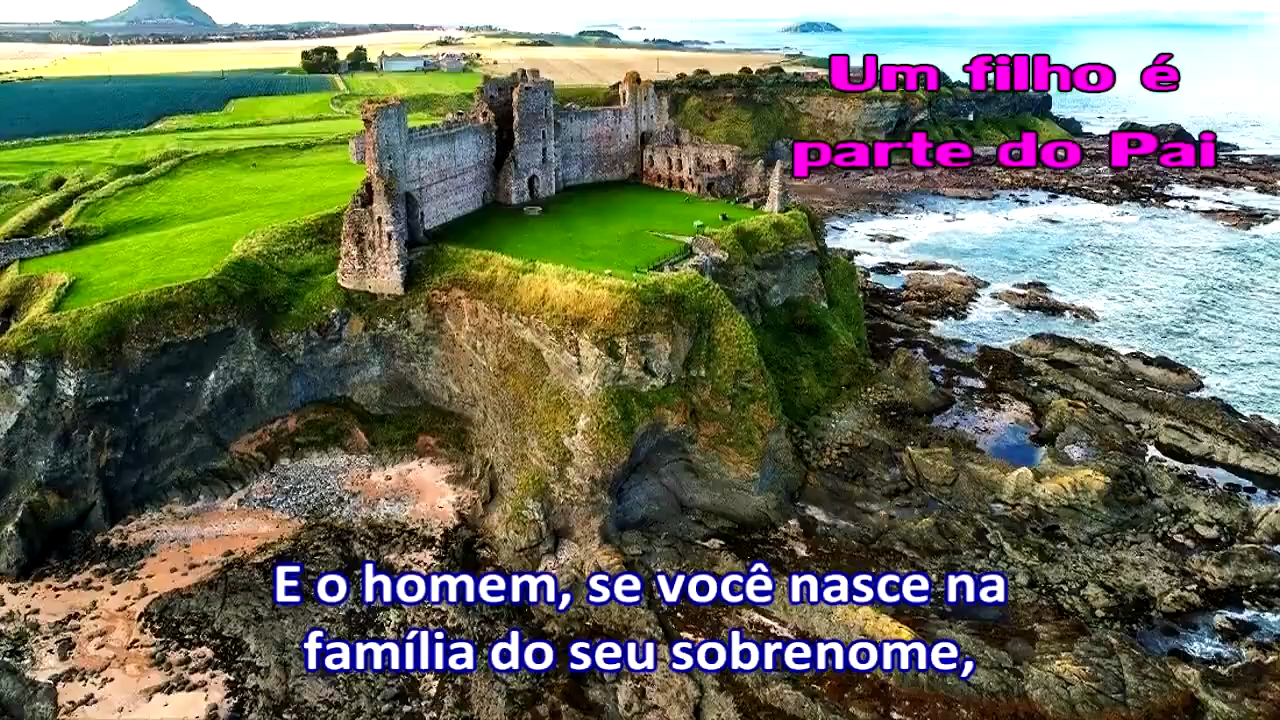 Um filho é
parte do Pai
E o homem, se você nasce na
família do seu sobrenome,